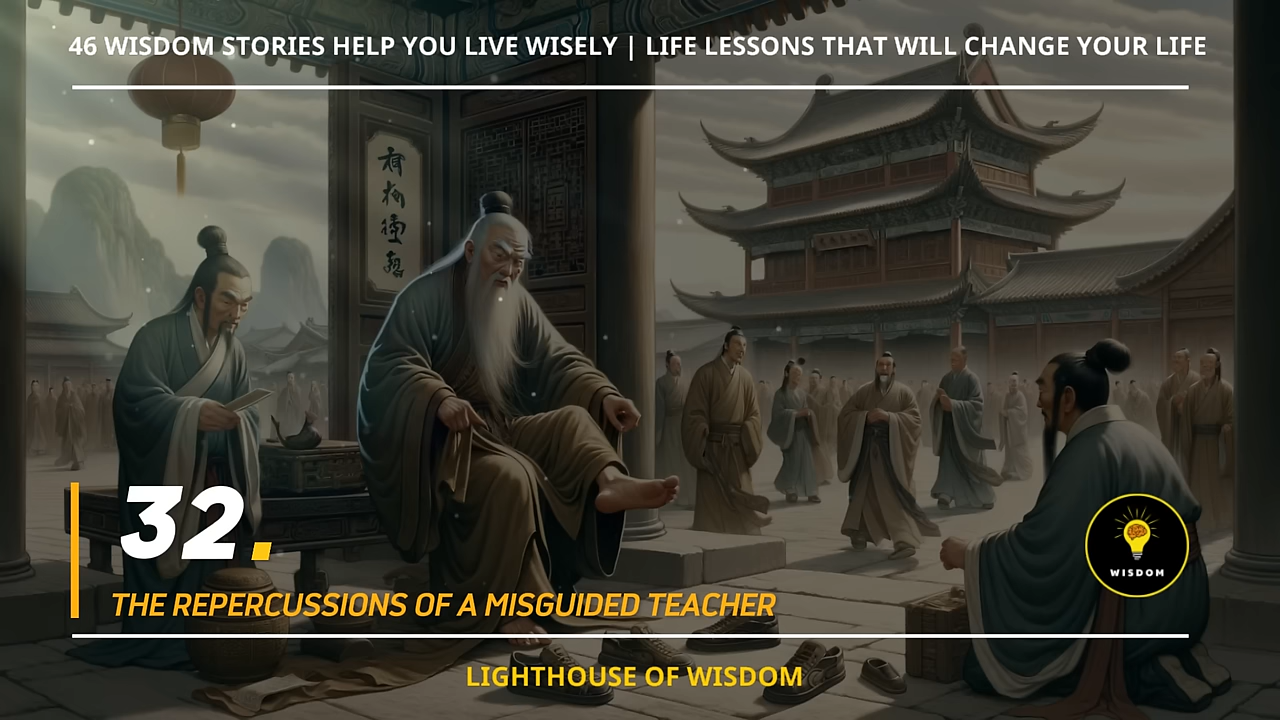 46 WISDOM STORIES HELP YOU LIVE WISELY | LIFE LESSONS THAT WILL CHANGE YOUR LIFE
32.
THE REPERCUSSIONS OF A MISGUIDED TEACHER
WISDOM
LIGHTHOUSE OF WISDOM